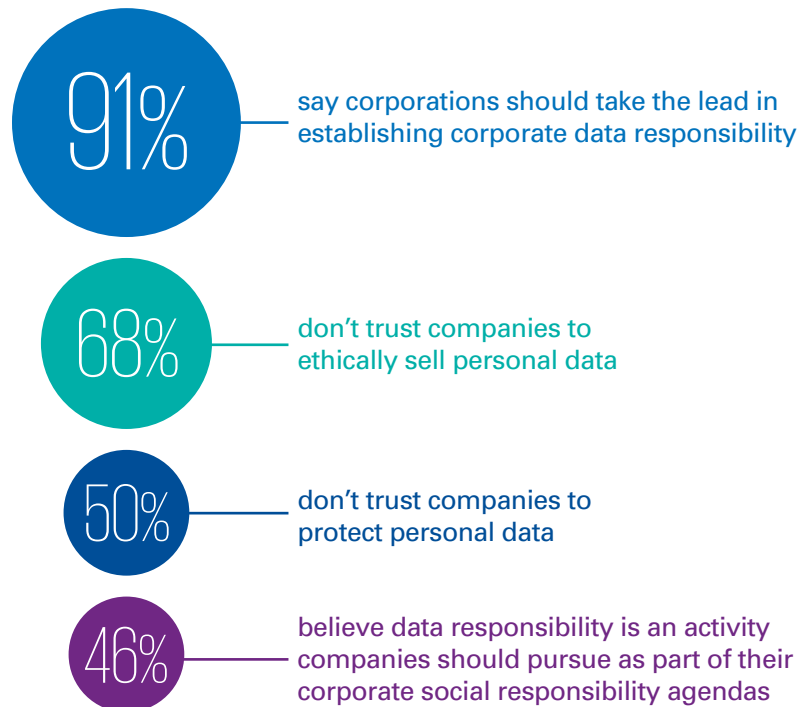 91%
say corporations should take the lead in
establishing corporate data responsibility
68%
don’t trust companies to
ethically sell personal data
50%
don’t trust companies to
protect personal data
46%
believe data responsibility is an activity
companies should pursue as part of their
corporate social responsibility agendas